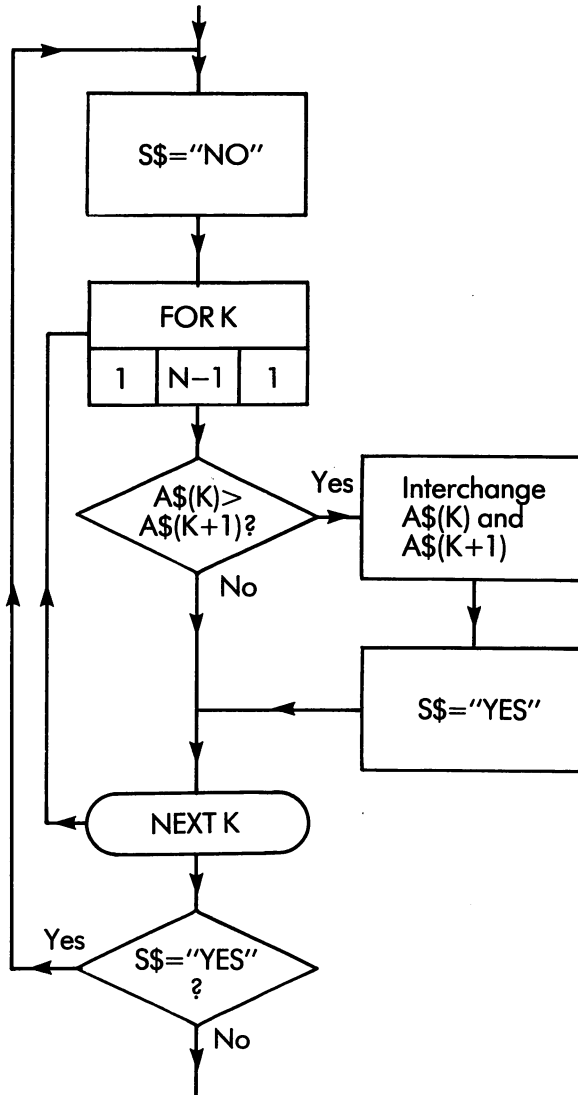 S$="NO"
FOR K
1 N−1 1
A$(K)>
A$(K+1)?
Yes
Interchange
A$(K) and
A$(K+1)
No
S$="YES"
NEXT K
Yes
S$="YES"
?
No